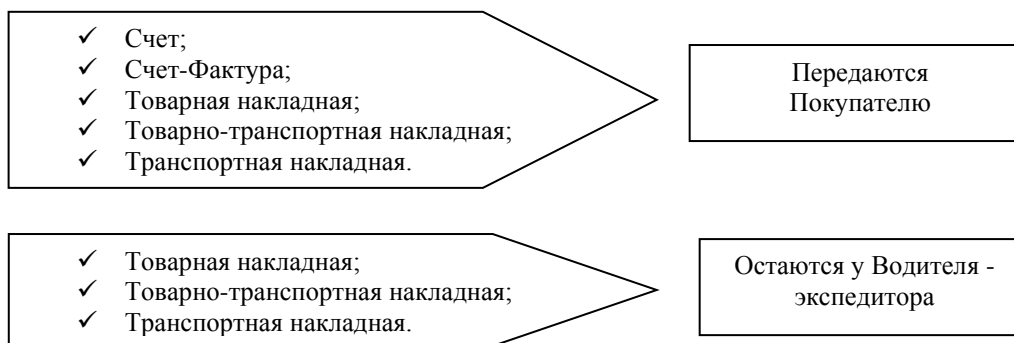 ✓ Счет;
✓ Счет-Фактура;
✓ Товарная накладная;
✓ Товарно-транспортная накладная;
✓ Транспортная накладная.
Передаются
Покупателю
✓ Товарная накладная;
✓ Товарно-транспортная накладная;
✓ Транспортная накладная.
Остаются у Водителя -
экспедитора